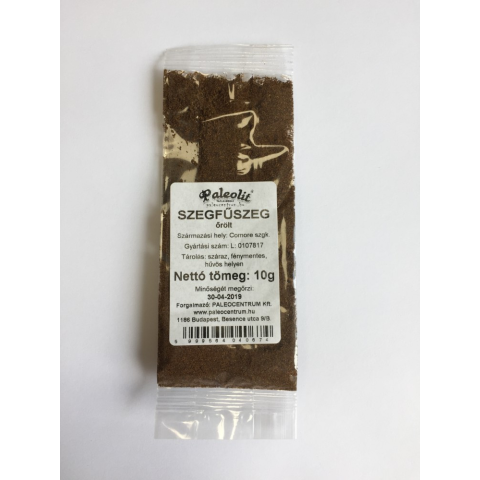 Paleolit
SZEGFŰSZEG
őrölt
Származási hely: Comore szgk.
Gyártási szám: L: 0107817
Tárolás: száraz, fénymentes,
hűvös helyen
Nettó tömeg: 10g
Minőségét megőrzi:
30-04-2019
Forgalmazó: PALEOCENTRUM Kft.
www.paleocentrum.hu
1186 Budapest, Besence utca 9/B.